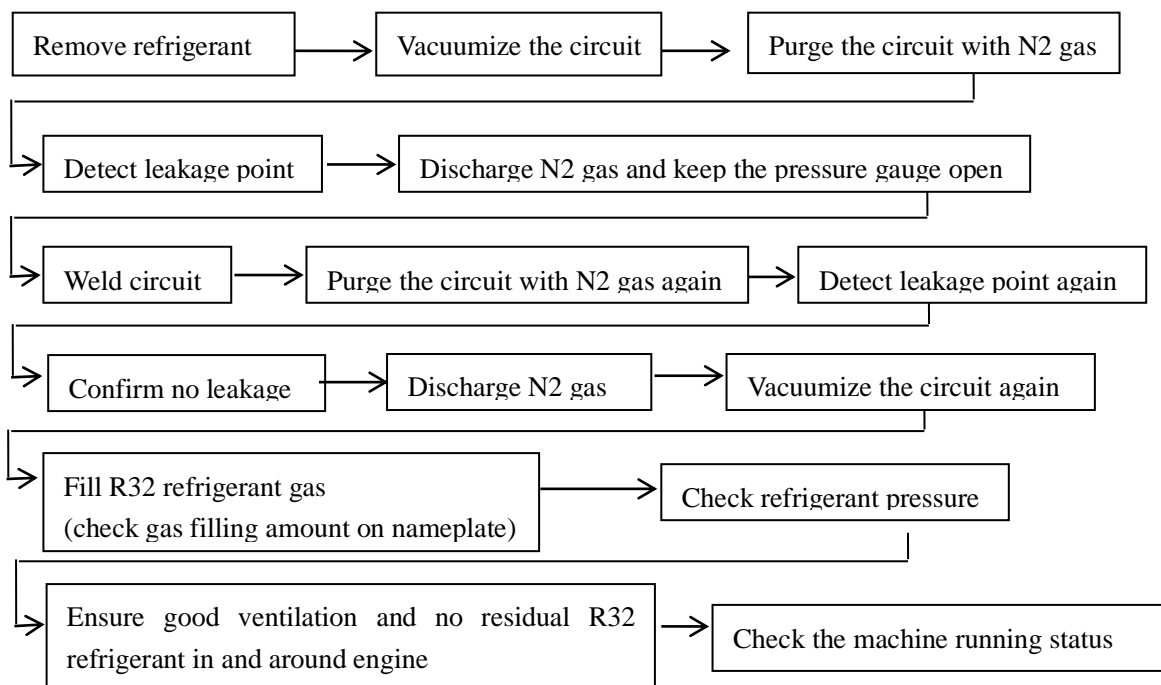 Remove refrigerant
Vacuumize the circuit
Purge the circuit with N2 gas
Detect leakage point
Discharge N2 gas and keep the pressure gauge open
Weld circuit
Purge the circuit with N2 gas again
Detect leakage point again
Confirm no leakage
Discharge N2 gas
Vacuumize the circuit again
Fill R32 refrigerant gas
(check gas filling amount on nameplate)
Check refrigerant pressure
Ensure good ventilation and no residual R32
refrigerant in and around engine
Check the machine running status